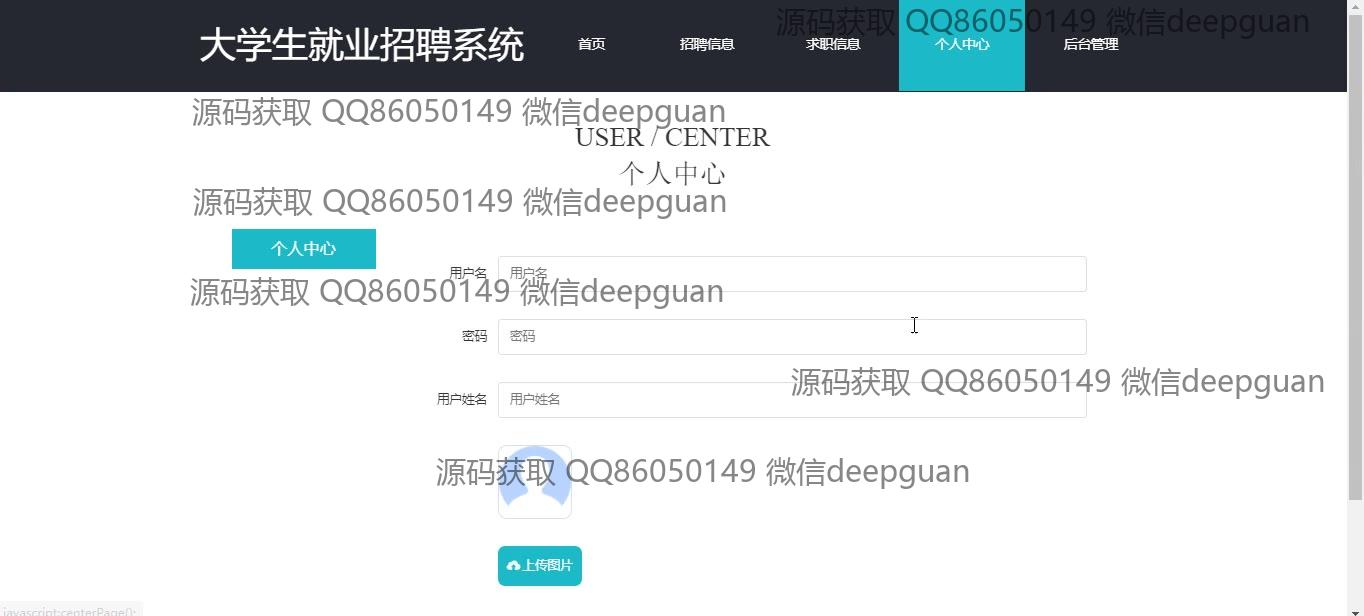 源码获取 QQ86050149 微信deepguan
大学生就业招聘系统
首页
招聘信息
求职信息
个人中心
后台管理
源码获取 QQ86050149 微信deepguan
USER / CENTER
个人中心
源码获取 QQ86050149 微信deepguan
个人中心
用户名
用户名
源码获取 QQ86050149 微信deepguan
密码
密码
源码获取 QQ86050149 微信deepguan
用户姓名
用户姓名
源码获取 QQ86050149 微信deepguan
上传图片
javascript:centerPage();